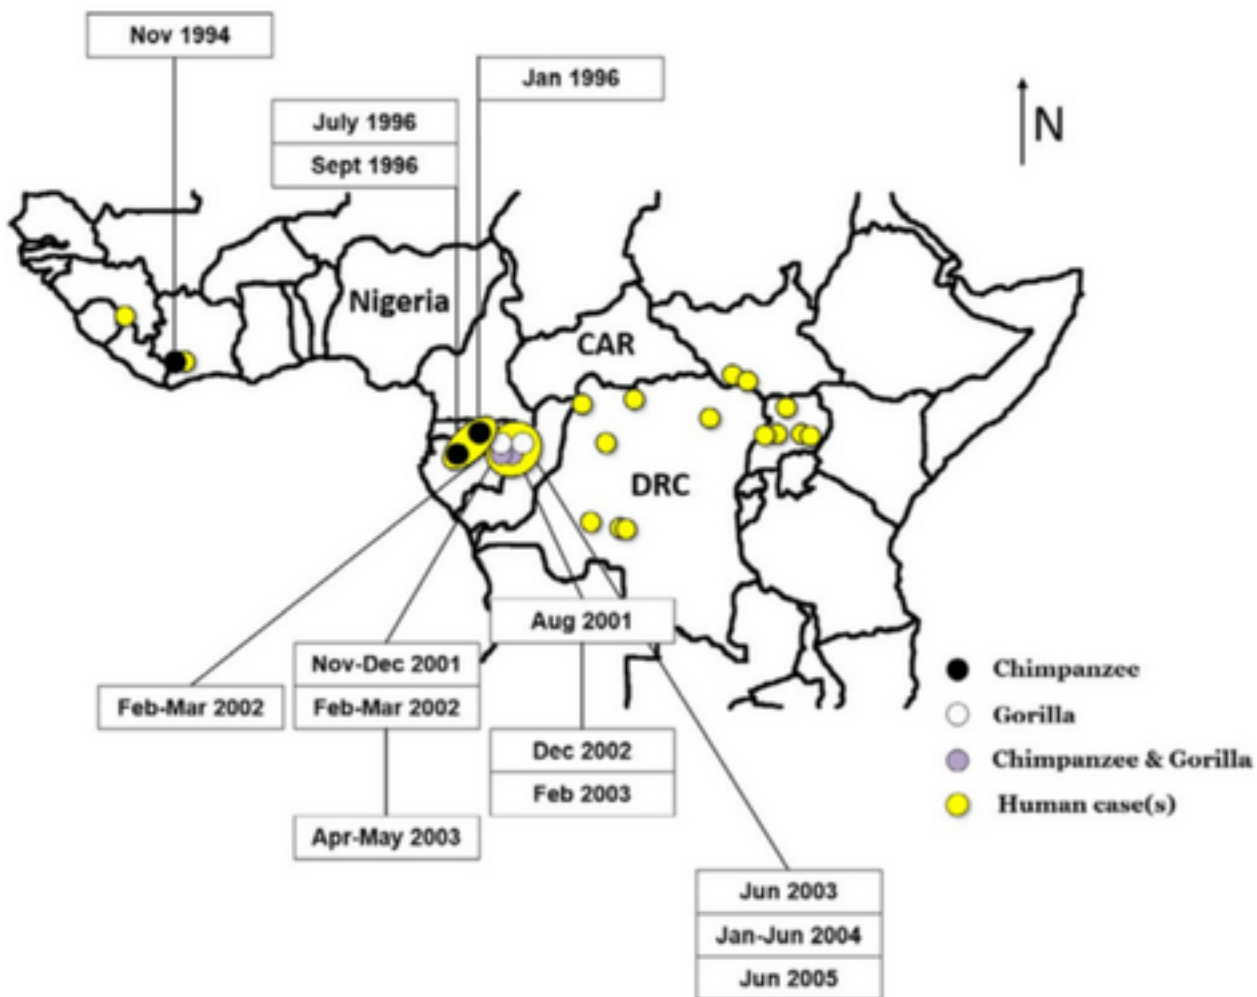 Nov 1994
Jan 1996
July 1996
Sept 1996
N
Nigeria
CAR
DRC
Aug 2001
Nov-Dec 2001
Feb-Mar 2002
Feb-Mar 2002
Dec 2002
Feb 2003
Apr-May 2003
Jun 2003
Jan-Jun 2004
Jun 2005
Chimpanzee
Gorilla
Chimpanzee & Gorilla
Human case(s)